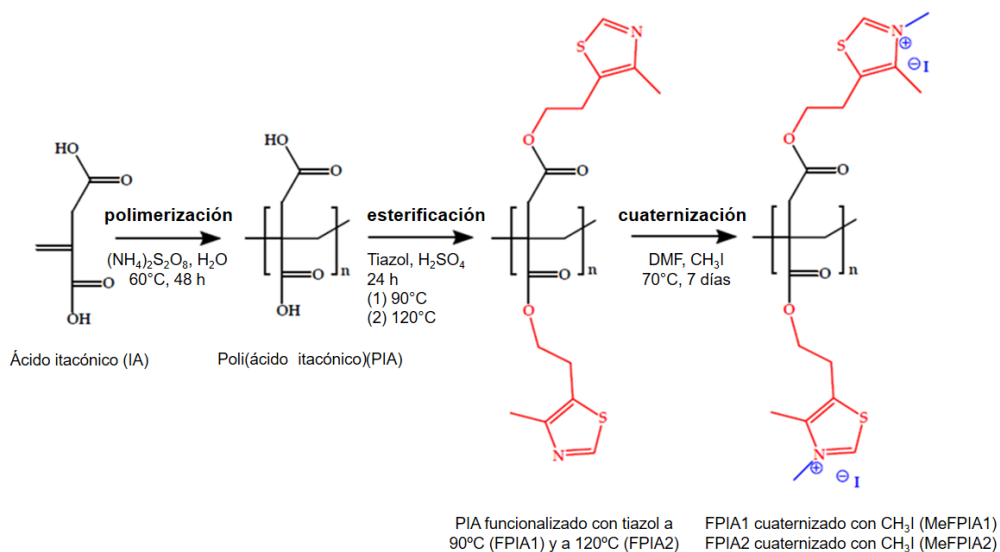 S
N
N
⊕
⊖I
S
O
O
HO
O
HO
O
O
O
polimerización
(NH₄)₂S₂O₈, H₂O
60°C, 48 h
esterificación
Tiazol, H₂SO₄
24 h
(1) 90°C
(2) 120°C
cuaternización
DMF, CH₃I
70°C, 7 días
O
OH
O
n
OH
O
n
O
O
n
O
S
N
S
N
⊕
⊖I
Ácido itacónico (IA)
Poli(ácido itacónico)(PIA)
PIA funcionalizado con tiazol a
90ºC (FPIA1) y a 120ºC (FPIA2)
FPIA1 cuaternizado con CH₃I (MeFPIA1)
FPIA2 cuaternizado con CH₃I (MeFPIA2)